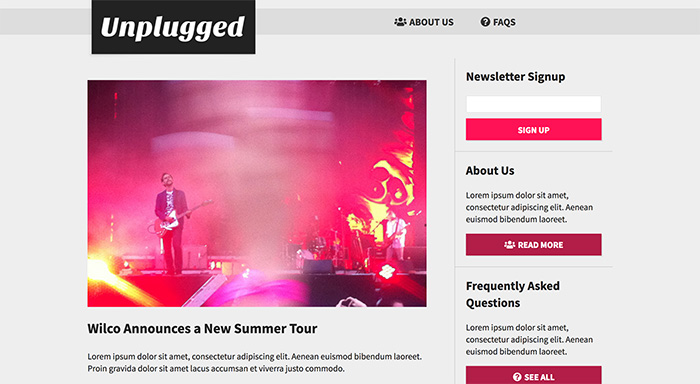 Unplugged
ABOUT US
FAQS
Wilco Announces a New Summer Tour
Lorem ipsum dolor sit amet, consectetur adipiscing elit. Aenean euismod bibendum laoreet.
Proin gravida dolor sit amet lacus accumsan et viverra justo commodo.
Newsletter Signup
SIGN UP
About Us
Lorem ipsum dolor sit amet,
consectetur adipiscing elit. Aenean
euismod bibendum laoreet.
READ MORE
Frequently Asked
Questions
Lorem ipsum dolor sit amet,
consectetur adipiscing elit. Aenean
euismod bibendum laoreet.
SEE ALL